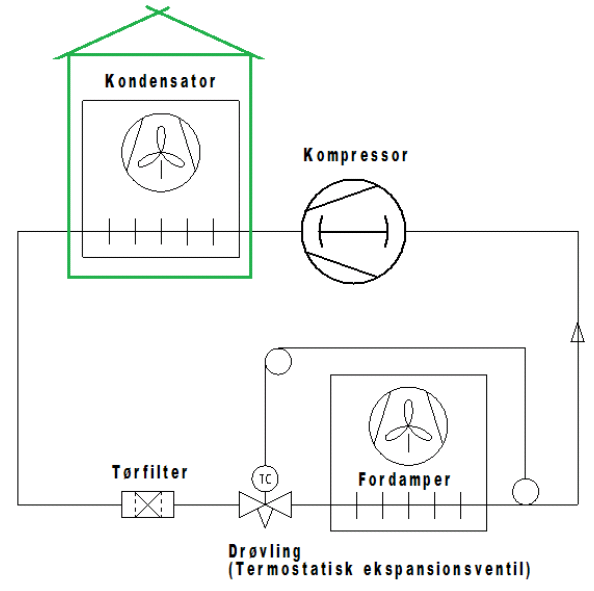 Kondensator
Kompressor
TC
Tørfilter
Fordamper
Drøvling
(Termostatisk ekspansionsventil)